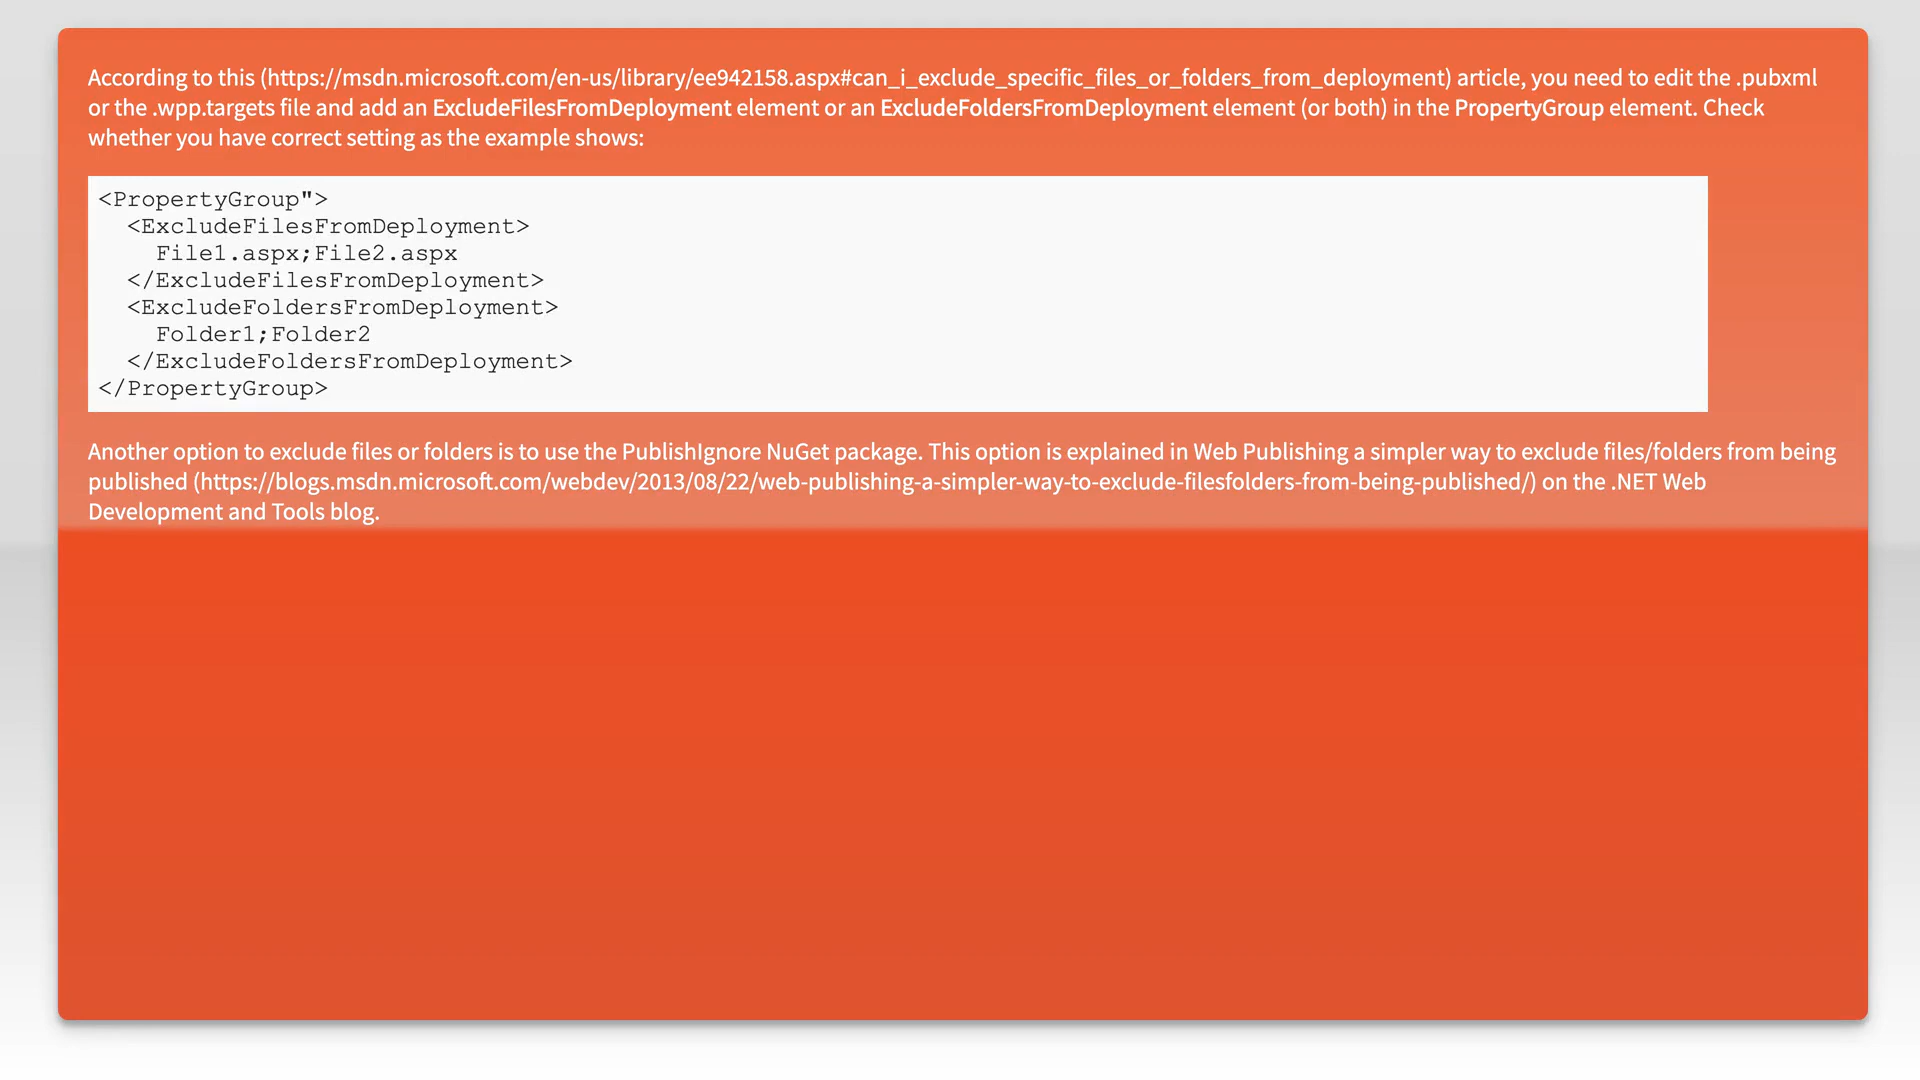 According to this (https://msdn.microsoft.com/en-us/library/ee942158.aspx#can_i_exclude_specific_files_or_folders_from_deployment) article, you need to edit the .pubxml
or the .wpp.targets file and add an ExcludeFilesFromDeployment element or an ExcludeFoldersFromDeployment element (or both) in the PropertyGroup element. Check
whether you have correct setting as the example shows:
<PropertyGroup">
  <ExcludeFilesFromDeployment>
    File1.aspx;File2.aspx
  </ExcludeFilesFromDeployment>
  <ExcludeFoldersFromDeployment>
    Folder1;Folder2
  </ExcludeFoldersFromDeployment>
</PropertyGroup>
Another option to exclude files or folders is to use the PublishIgnore NuGet package. This option is explained in Web Publishing a simpler way to exclude files/folders from being
published (https://blogs.msdn.microsoft.com/webdev/2013/08/22/web-publishing-a-simpler-way-to-exclude-filesfolders-from-being-published/) on the .NET Web
Development and Tools blog.